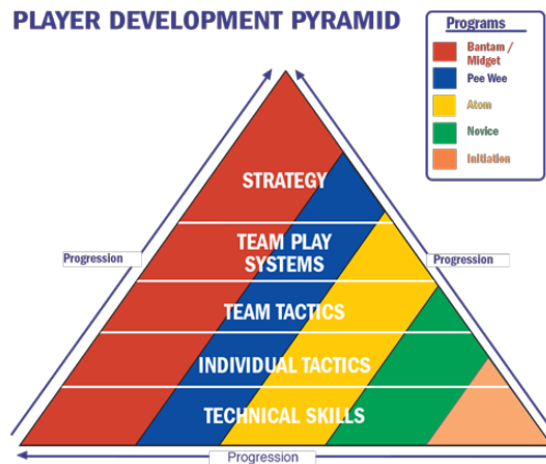 PLAYER DEVELOPMENT PYRAMID
Programs
Bantam /
Midget
Pee Wee
Atom
Novice
Initiation
STRATEGY
TEAM PLAY
SYSTEMS
Progression
Progression
TEAM TACTICS
INDIVIDUAL TACTICS
TECHNICAL SKILLS
Progression